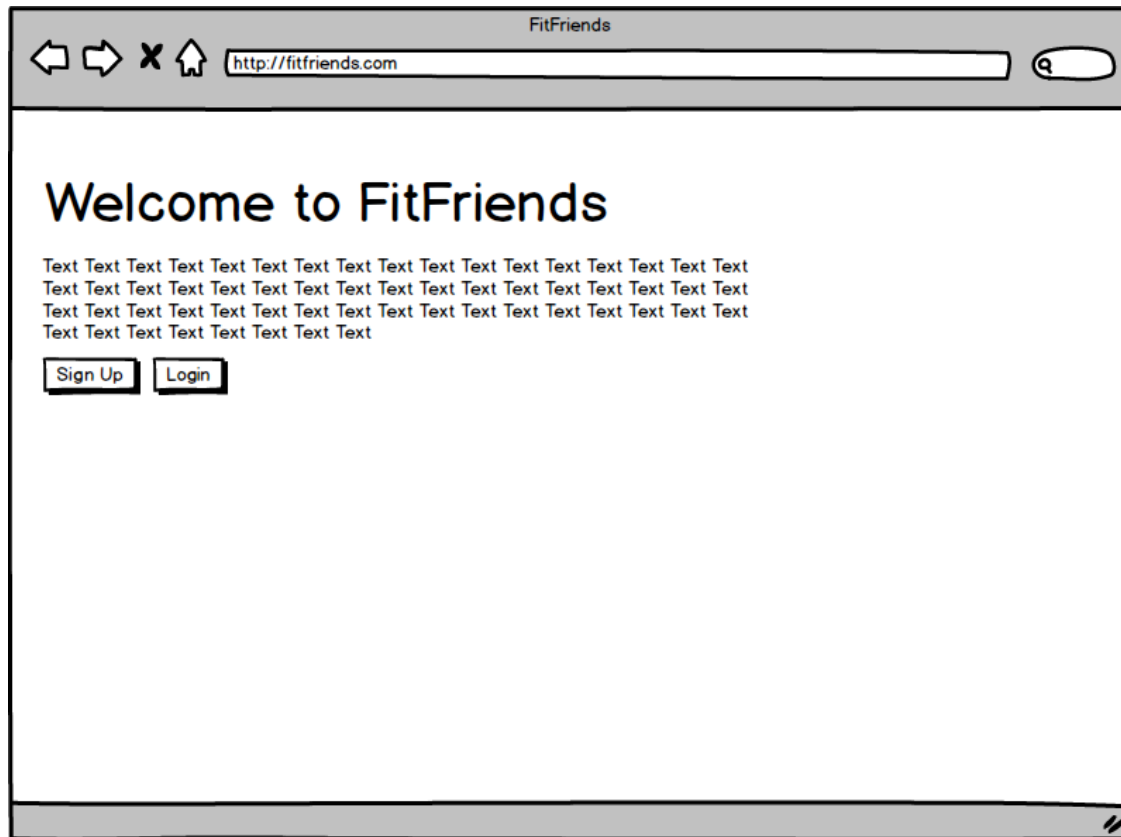 FitFriends
http://fitfriends.com
Welcome to FitFriends
Text Text Text Text Text Text Text Text Text Text Text Text Text Text Text Text Text
Text Text Text Text Text Text Text Text Text Text Text Text Text Text Text Text Text
Text Text Text Text Text Text Text Text Text Text Text Text Text Text Text Text Text
Text Text Text Text Text Text Text Text
Sign Up Login